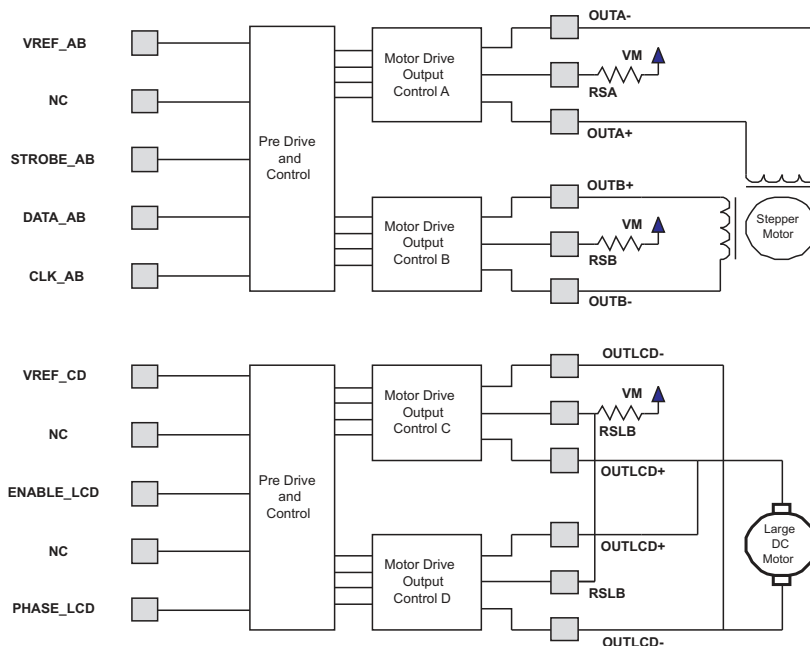 VREF_AB
NC
STROBE_AB
DATA_AB
CLK_AB
Pre Drive
and
Control
Motor Drive
Output
Control A
Motor Drive
Output
Control B
OUTA-
VM
RSA
OUTA+
OUTB+
VM
RSB
OUTB-
Stepper
Motor
VREF_CD
NC
ENABLE_LCD
NC
PHASE_LCD
Pre Drive
and
Control
Motor Drive
Output
Control C
Motor Drive
Output
Control D
OUTLCD-
VM
RSLB
OUTLCD+
OUTLCD+
RSLB
OUTLCD-
Large
DC
Motor